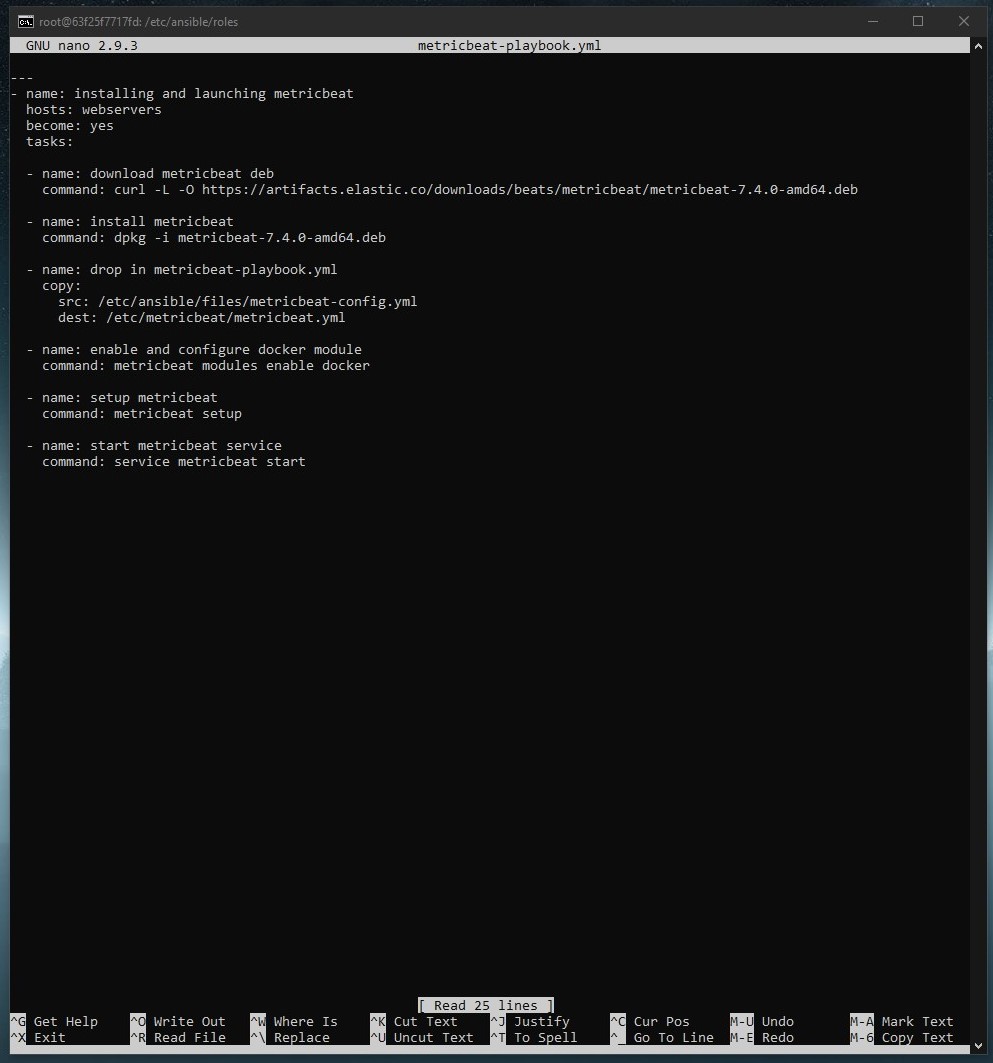 root@63f25f7717fd: /etc/ansible/roles
GNU nano 2.9.3 metricbeat-playbook.yml
---
- name: installing and launching metricbeat
  hosts: webservers
  become: yes
  tasks:
  - name: download metricbeat deb
    command: curl -L -O https://artifacts.elastic.co/downloads/beats/metricbeat/metricbeat-7.4.0-amd64.deb
  - name: install metricbeat
    command: dpkg -i metricbeat-7.4.0-amd64.deb
  - name: drop in metricbeat-playbook.yml
    copy:
      src: /etc/ansible/files/metricbeat-config.yml
      dest: /etc/metricbeat/metricbeat.yml
  - name: enable and configure docker module
    command: metricbeat modules enable docker
  - name: setup metricbeat
    command: metricbeat setup
  - name: start metricbeat service
    command: service metricbeat start
[ Read 25 lines ]
^G Get Help ^O Write Out ^W Where Is ^K Cut Text ^J Justify ^C Cur Pos M-U Undo M-A Mark Text
^X Exit ^R Read File ^\ Replace ^U Uncut Text ^T To Spell ^_ Go To Line M-E Redo M-6 Copy Text